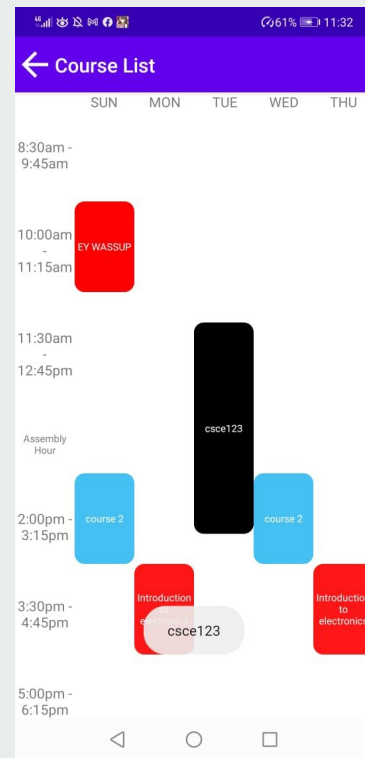 61% 11:32
Course List
SUN MON TUE WED THU
8:30am -
9:45am
10:00am
-
11:15am
EY WASSUP
11:30am
-
12:45pm
csce123
Assembly
Hour
2:00pm -
3:15pm
course 2
course 2
3:30pm -
4:45pm
Introduction
Introduction
to
electronics
csce123
5:00pm -
6:15pm